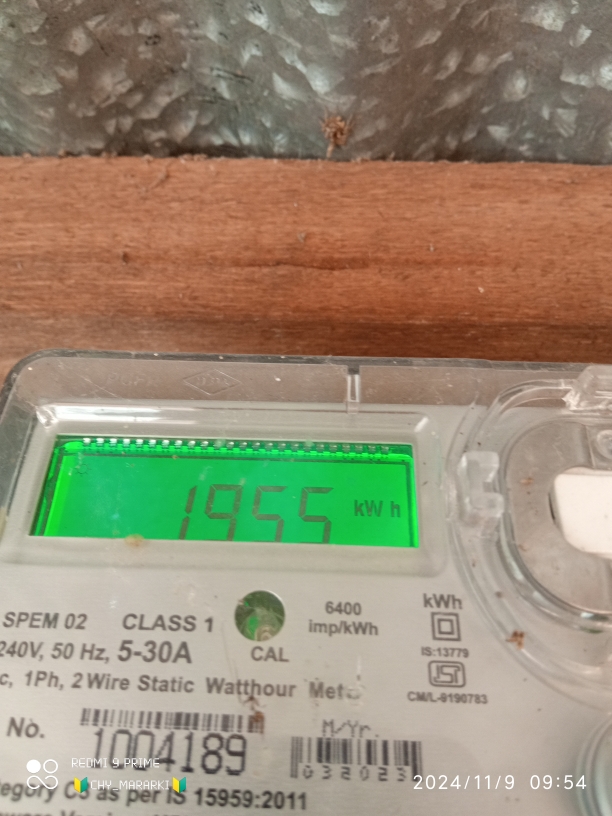 1955 kWh
SPEM 02 CLASS 1 6400 imp/kWh kWh
240V, 50 Hz, 5-30A CAL IS:13779
c, 1Ph, 2 Wire Static Watthour CM/L-9190783
No. M/Yr.
1004189 032023
REDMI 9 PRIME
CHY_MARARKI 2024/11/9 09:54
as per IS 15959:2011